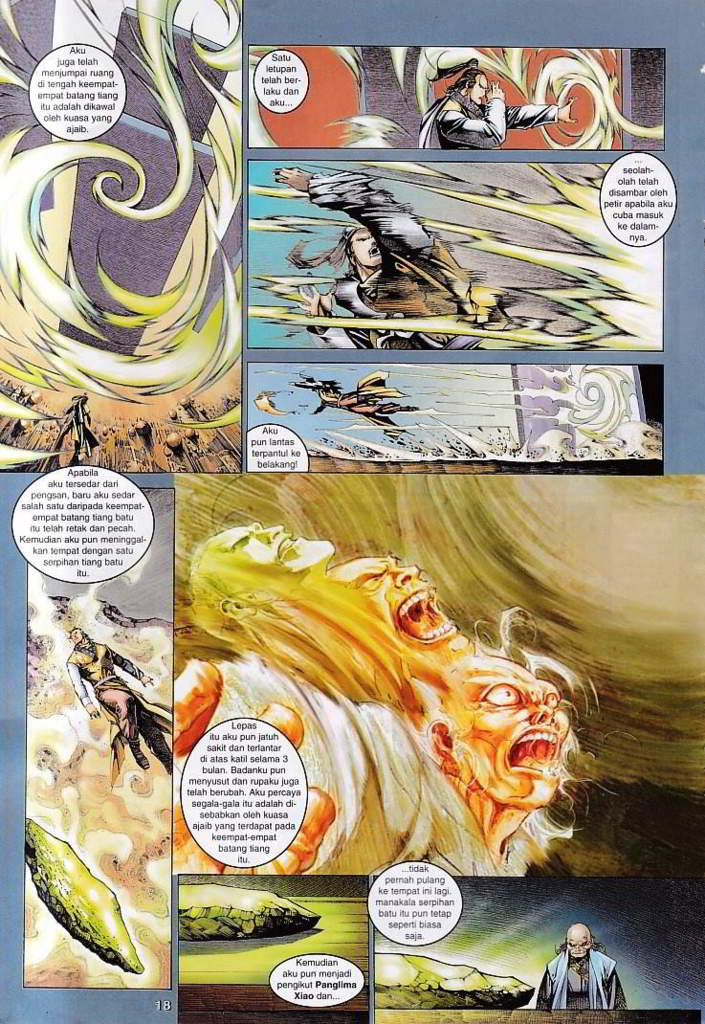 Aku
juga telah
menjumpai ruang
di tengah keempat-
empat batang tiang
itu adalah dikawal
oleh kuasa yang
ajaib.
Satu
letupan
telah ber-
laku dan
aku...
...
seolah-
olah telah
disambar oleh
petir apabila aku
cuba masuk
ke dalam-
nya.
Aku
pun lantas
terpantul ke
belakang!
Apabila
aku tersedar dari
pengsan, baru aku sedar
salah satu daripada keempat-
empat batang tiang batu
itu telah retak dan pecah.
Kemudian aku pun meninggal-
kan tempat dengan satu
serpihan tiang batu
itu.
Lepas
itu aku pun jatuh
sakit dan terlantar
di atas katil selama 3
bulan. Badanku pun
menyusut dan rupaku juga
telah berubah. Aku percaya
segala-gala itu adalah di-
sebabkan oleh kuasa
ajaib yang terdapat pada
keempat-empat
batang tiang
itu.
Kemudian
aku pun menjadi
pengikut Panglima
Xiao dan...
...tidak
pernah pulang
ke tempat ini lagi.
manakala serpihan
batu itu pun tetap
seperti biasa
saja.
18